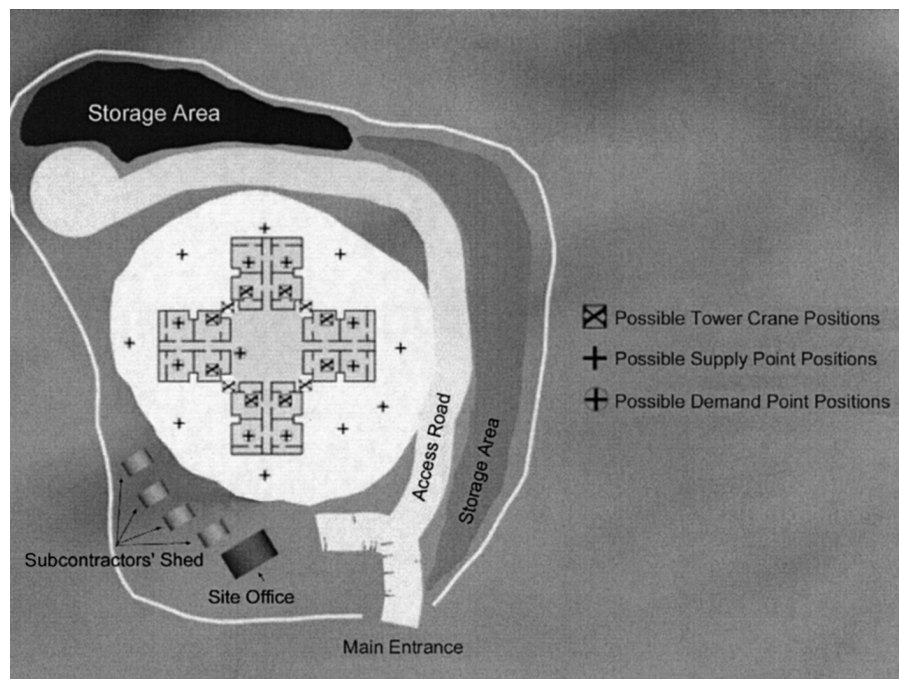 Storage Area
Possible Tower Crane Positions
Possible Supply Point Positions
Possible Demand Point Positions
Access Road
Storage Area
Subcontractors' Shed
Site Office
Main Entrance